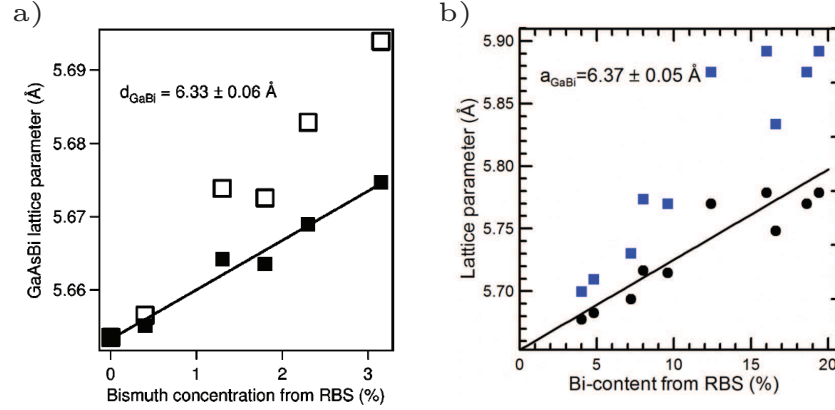 a)
5.69
5.68
5.67
5.66
GaAsBi lattice parameter (Å)
d_GaBi = 6.33 ± 0.06 Å
0 1 2 3
Bismuth concentration from RBS (%)
b)
5.90
5.85
5.80
5.75
5.70
Lattice parameter (Å)
a_GaBi=6.37 ± 0.05 Å
0 5 10 15 20
Bi-content from RBS (%)